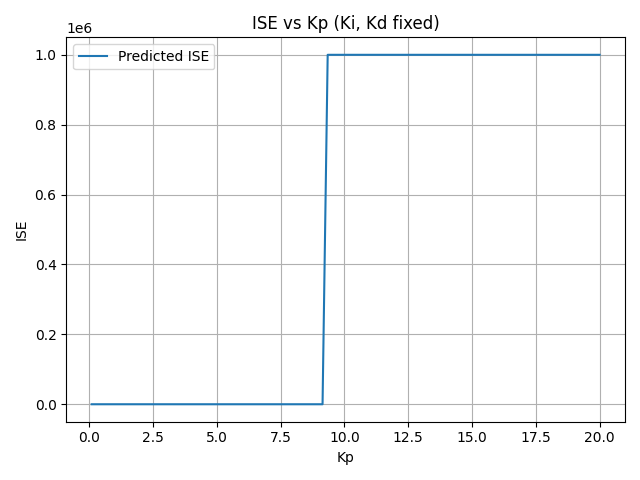 ISE vs Kp (Ki, Kd fixed)
1e6
Predicted ISE
1.0
0.8
0.6
0.4
0.2
0.0
ISE
0.0 2.5 5.0 7.5 10.0 12.5 15.0 17.5 20.0
Kp